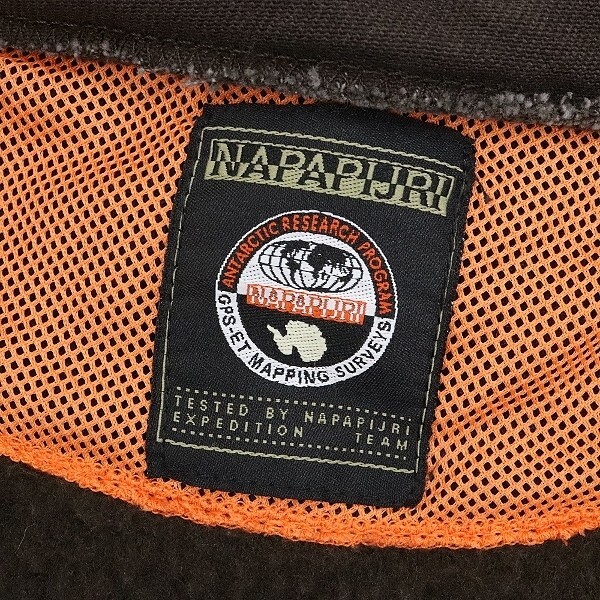 NAPAPIJRI
ANTARCTIC RESEARCH PROGRAM
NAPAPIJRI
GPS-ET MAPPING SURVEYS
TESTED BY NAPAPIJRI
EXPEDITION TEAM